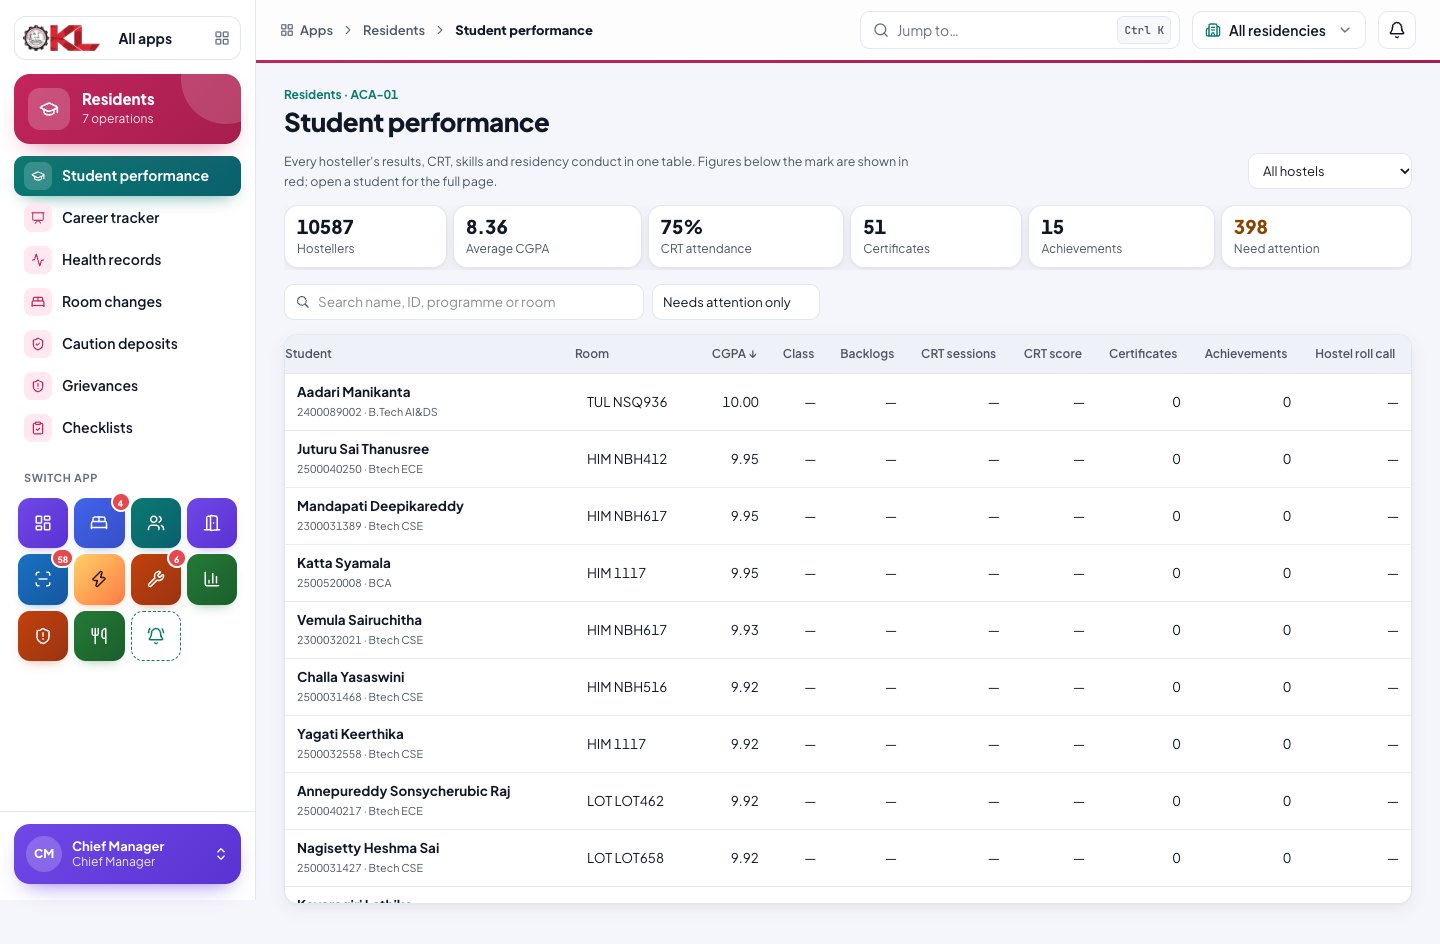 KL
All apps
Residents
7 operations
Student performance
Career tracker
Health records
Room changes
Caution deposits
Grievances
Checklists
SWITCH APP
4
58
6
CM
Chief Manager
Chief Manager
Apps
Residents
Student performance
Jump to...
Ctrl K
All residencies
Residents · ACA-01
Student performance
Every hosteller's results, CRT, skills and residency conduct in one table. Figures below the mark are shown in
red; open a student for the full page.
All hostels
10587
Hostellers
8.36
Average CGPA
75%
CRT attendance
51
Certificates
15
Achievements
398
Need attention
Search name, ID, programme or room
Needs attention only
Student Room CGPA ↓ Class Backlogs CRT sessions CRT score Certificates Achievements Hostel roll call
Aadari Manikanta
2400089002 · B.Tech AI&DS
TUL NSQ936 10.00 — — — — 0 0 —
Juturu Sai Thanusree
2500040250 · Btech ECE
HIM NBH412 9.95 — — — — 0 0 —
Mandapati Deepikareddy
2300031389 · Btech CSE
HIM NBH617 9.95 — — — — 0 0 —
Katta Syamala
2500520008 · BCA
HIM 1117 9.95 — — — — 0 0 —
Vemula Sairuchitha
2300032021 · Btech CSE
HIM NBH617 9.93 — — — — 0 0 —
Challa Yasaswini
2500031468 · Btech CSE
HIM NBH516 9.92 — — — — 0 0 —
Yagati Keerthika
2500032558 · Btech CSE
HIM 1117 9.92 — — — — 0 0 —
Annepureddy Sonsycherubic Raj
2500040217 · Btech ECE
LOT LOT462 9.92 — — — — 0 0 —
Nagisetty Heshma Sai
2500031427 · Btech CSE
LOT LOT658 9.92 — — — — 0 0 —